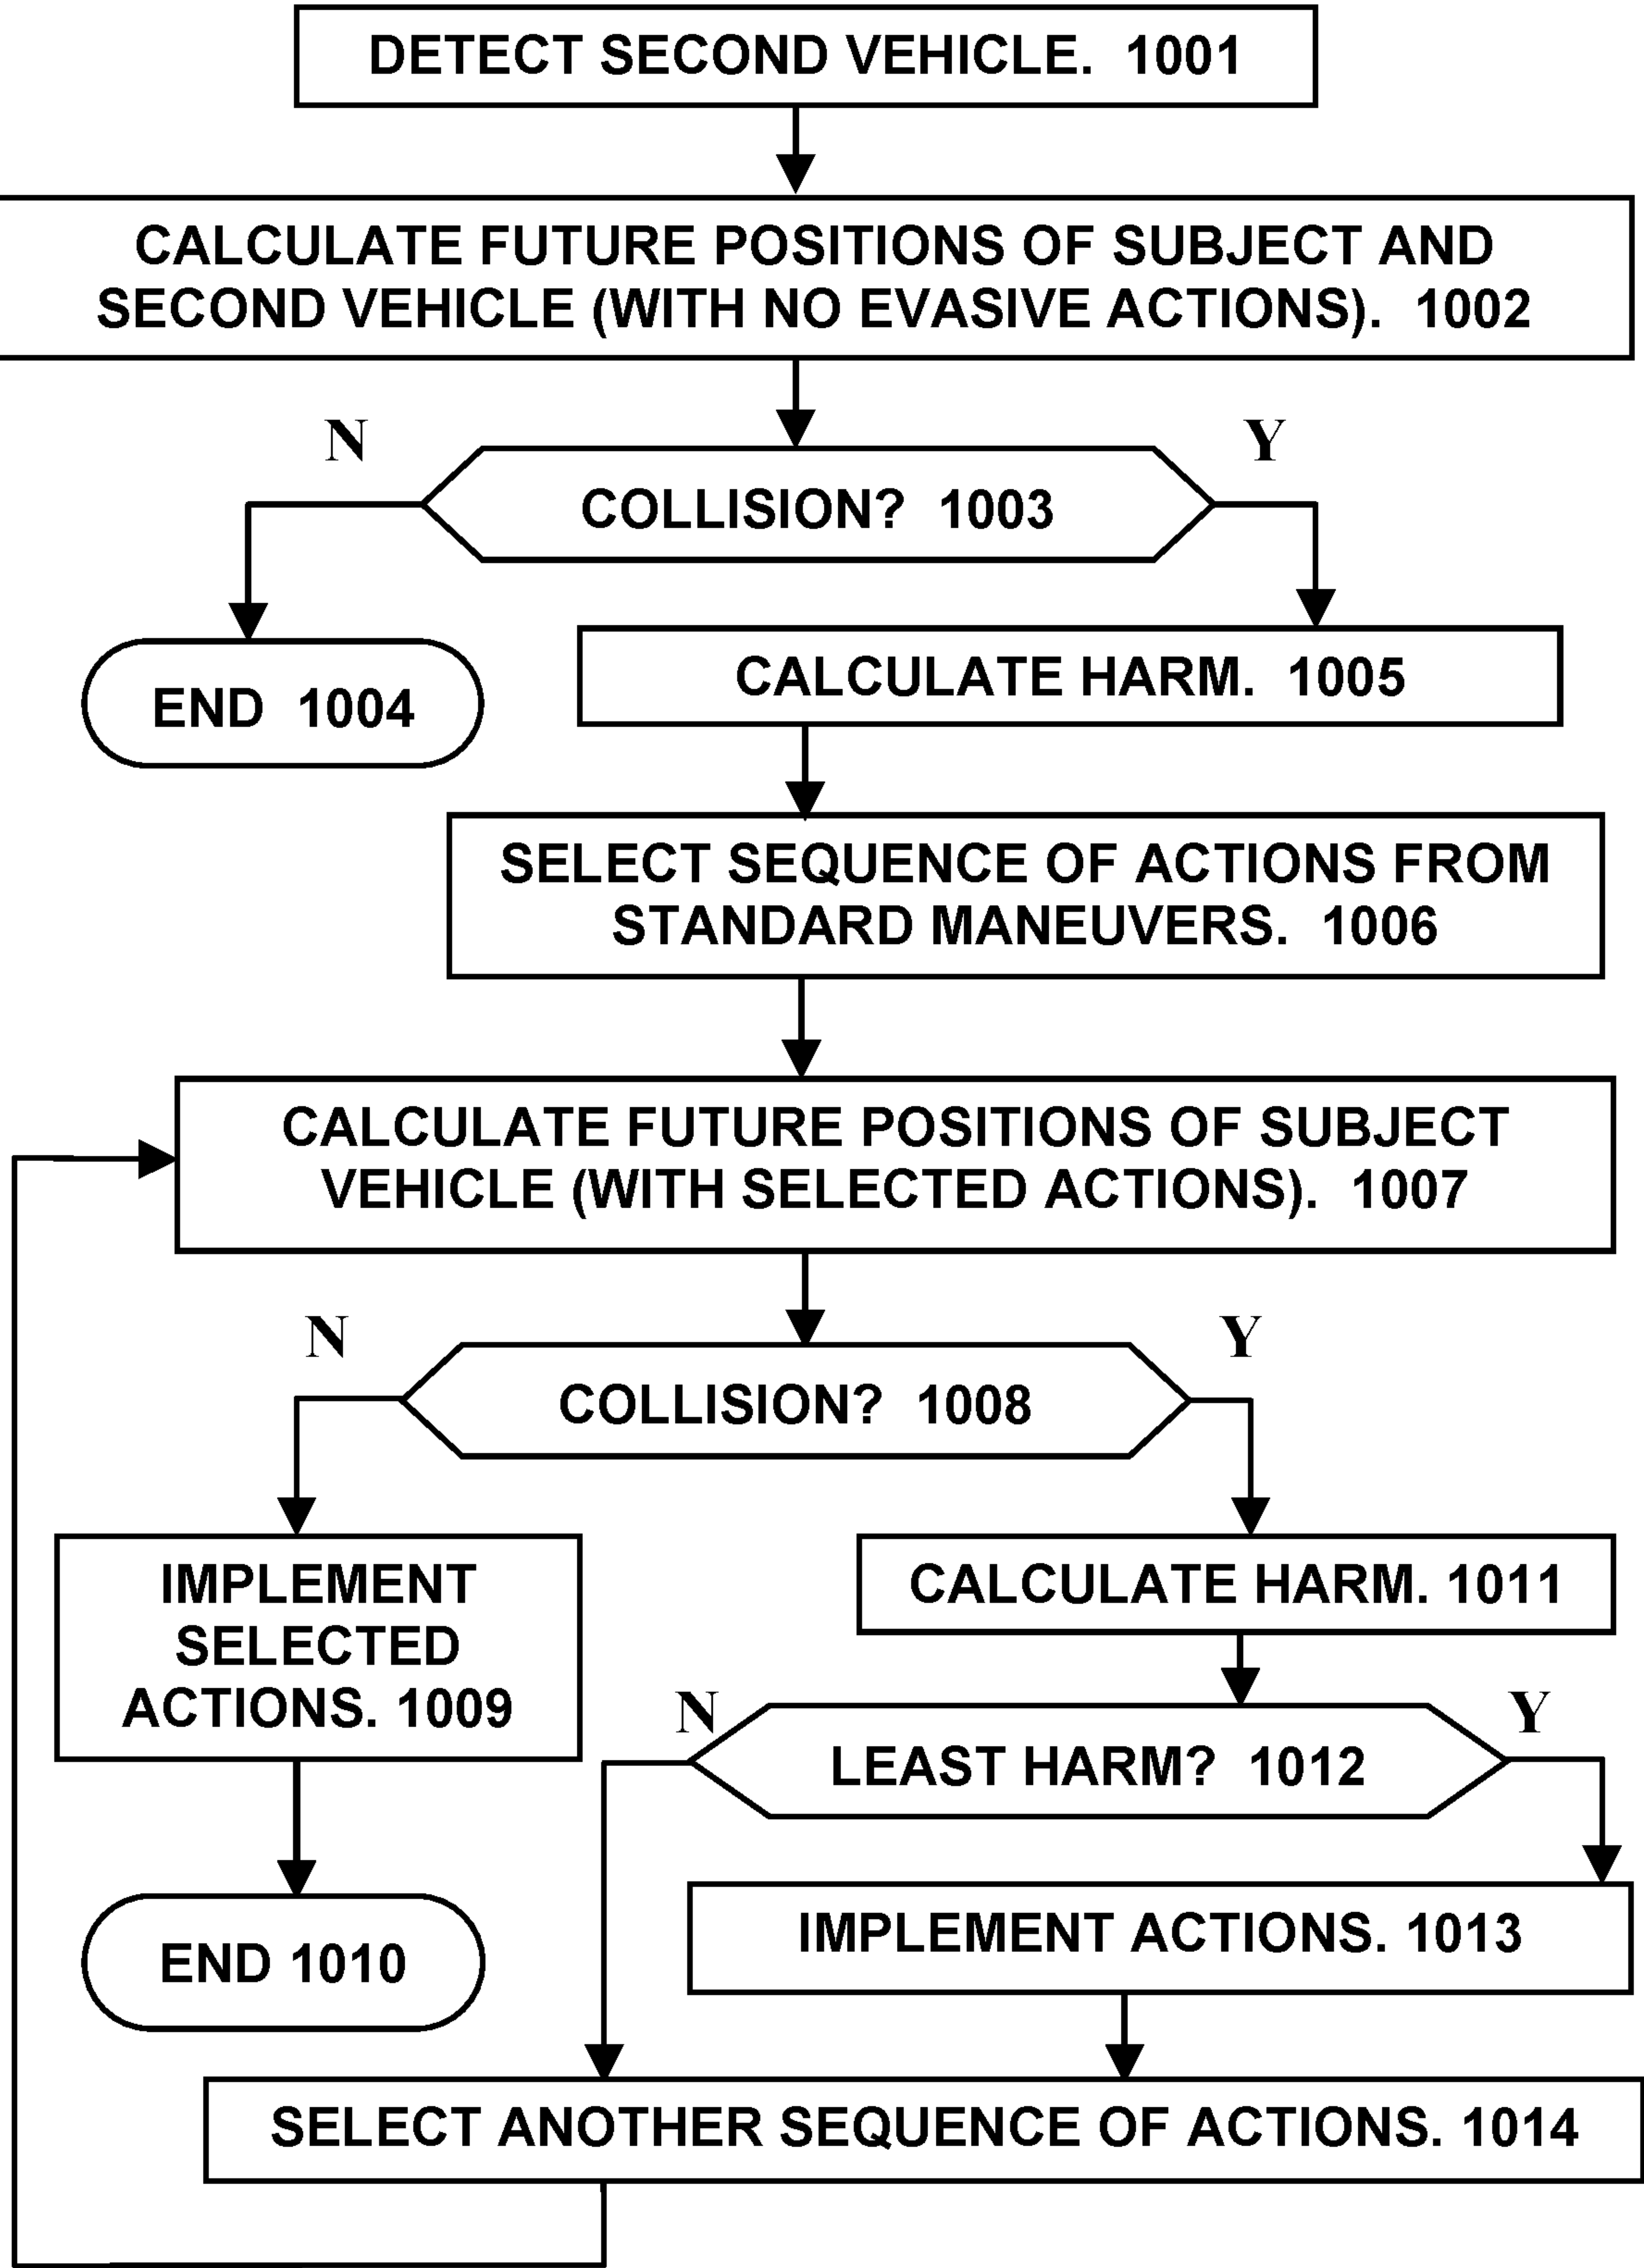 DETECT SECOND VEHICLE. 1001
CALCULATE FUTURE POSITIONS OF SUBJECT AND
SECOND VEHICLE (WITH NO EVASIVE ACTIONS). 1002
N
Y
COLLISION? 1003
END 1004
CALCULATE HARM. 1005
SELECT SEQUENCE OF ACTIONS FROM
STANDARD MANEUVERS. 1006
CALCULATE FUTURE POSITIONS OF SUBJECT
VEHICLE (WITH SELECTED ACTIONS). 1007
N
Y
COLLISION? 1008
IMPLEMENT
SELECTED
ACTIONS. 1009
END 1010
CALCULATE HARM. 1011
N
Y
LEAST HARM? 1012
IMPLEMENT ACTIONS. 1013
SELECT ANOTHER SEQUENCE OF ACTIONS. 1014